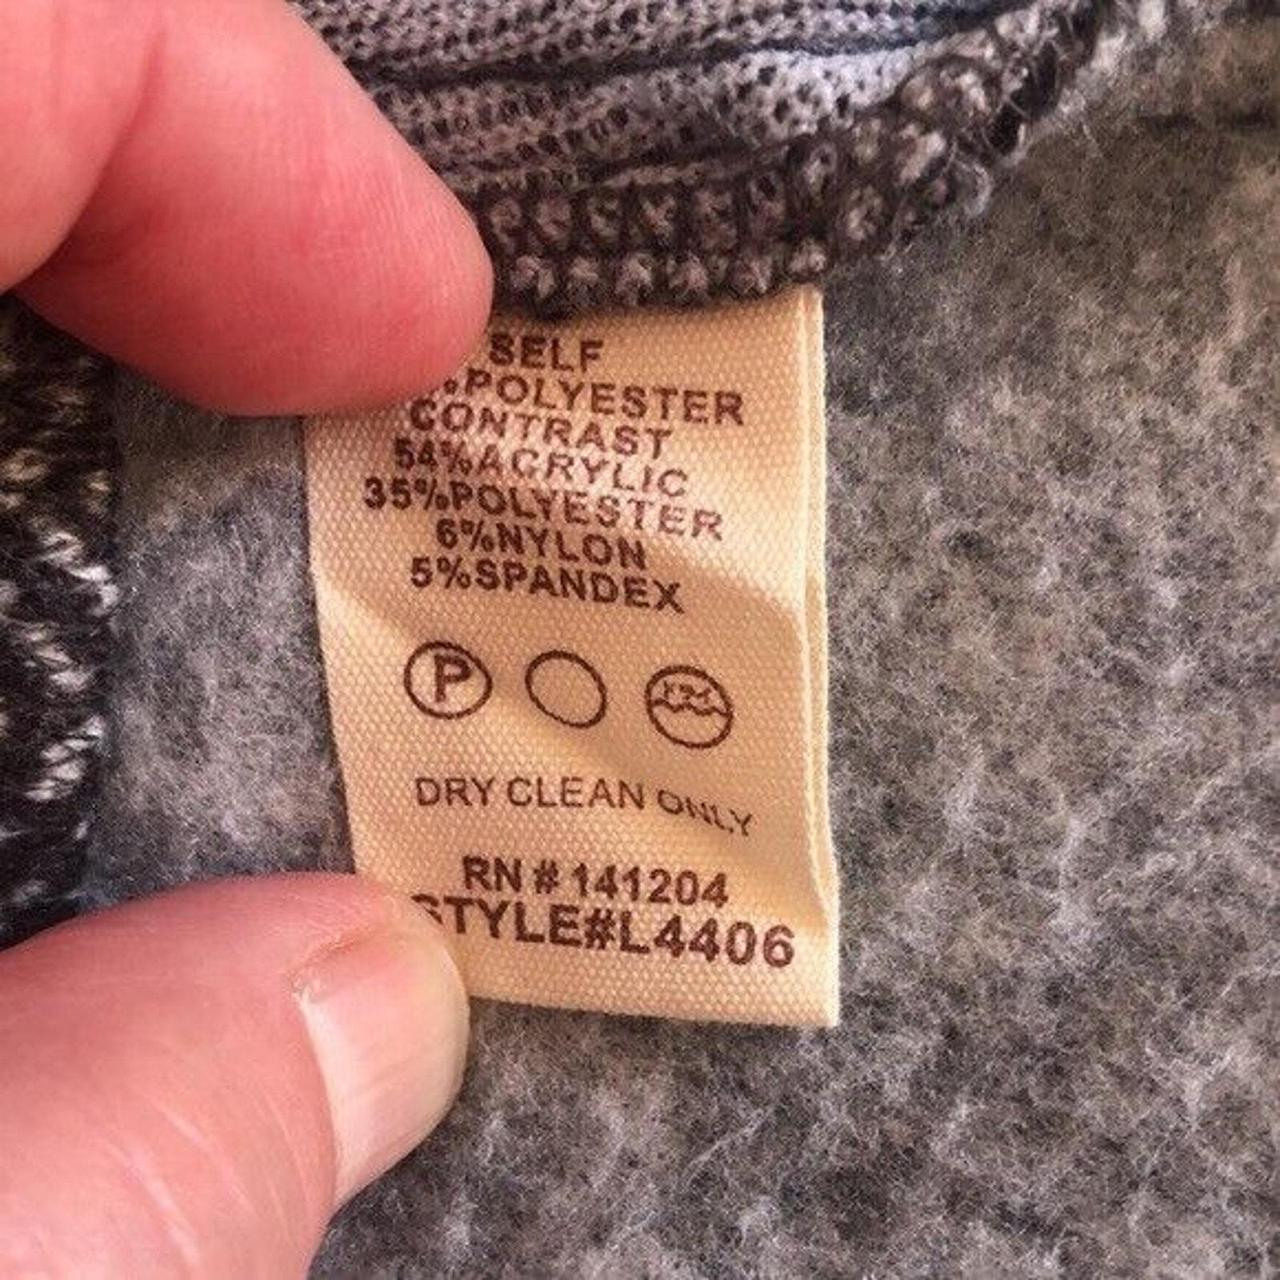 SELF
%POLYESTER
CONTRAST
54%ACRYLIC
35%POLYESTER
6%NYLON
5%SPANDEX
P
DRY CLEAN ONLY
RN # 141204
STYLE#L4406